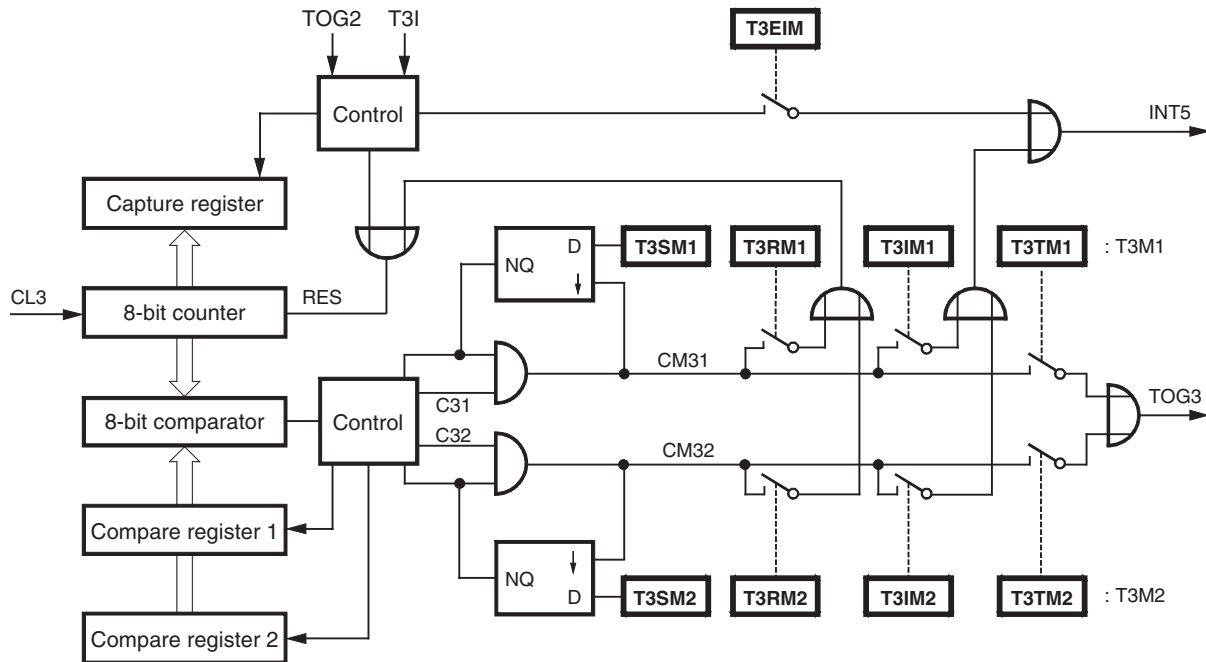 TOG2 T3I
T3EIM
Control
INT5
Capture register
D T3SM1 T3RM1 T3IM1 T3TM1 : T3M1
NQ
CL3
8-bit counter
RES
CM31
8-bit comparator
Control
C31
C32
TOG3
CM32
Compare register 1
NQ
D T3SM2 T3RM2 T3IM2 T3TM2 : T3M2
Compare register 2